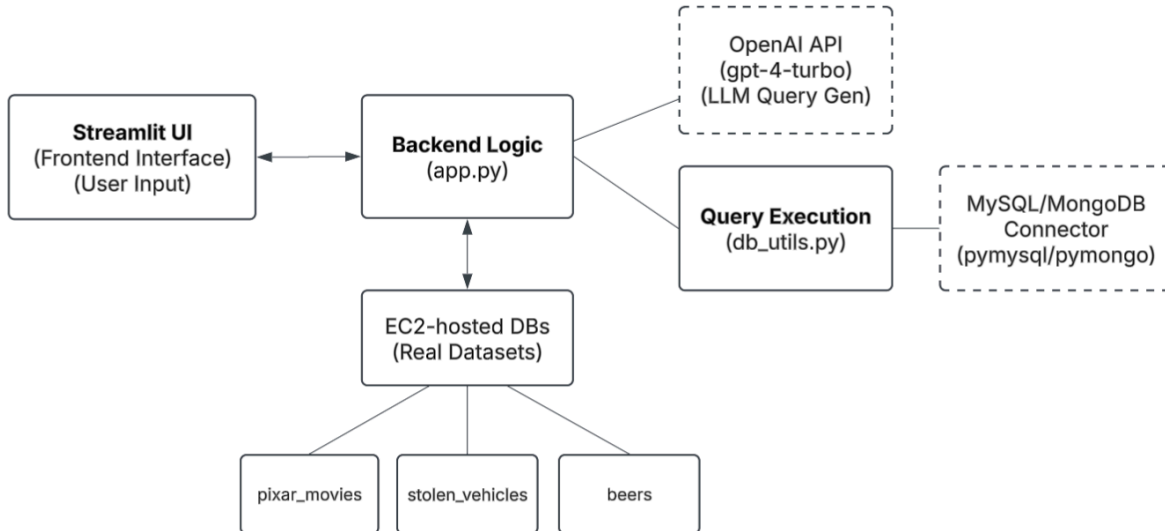 OpenAI API
(gpt-4-turbo)
(LLM Query Gen)
Streamlit UI
(Frontend Interface)
(User Input)
Backend Logic
(app.py)
Query Execution
(db_utils.py)
MySQL/MongoDB
Connector
(pymysql/pymongo)
EC2-hosted DBs
(Real Datasets)
pixar_movies
stolen_vehicles
beers